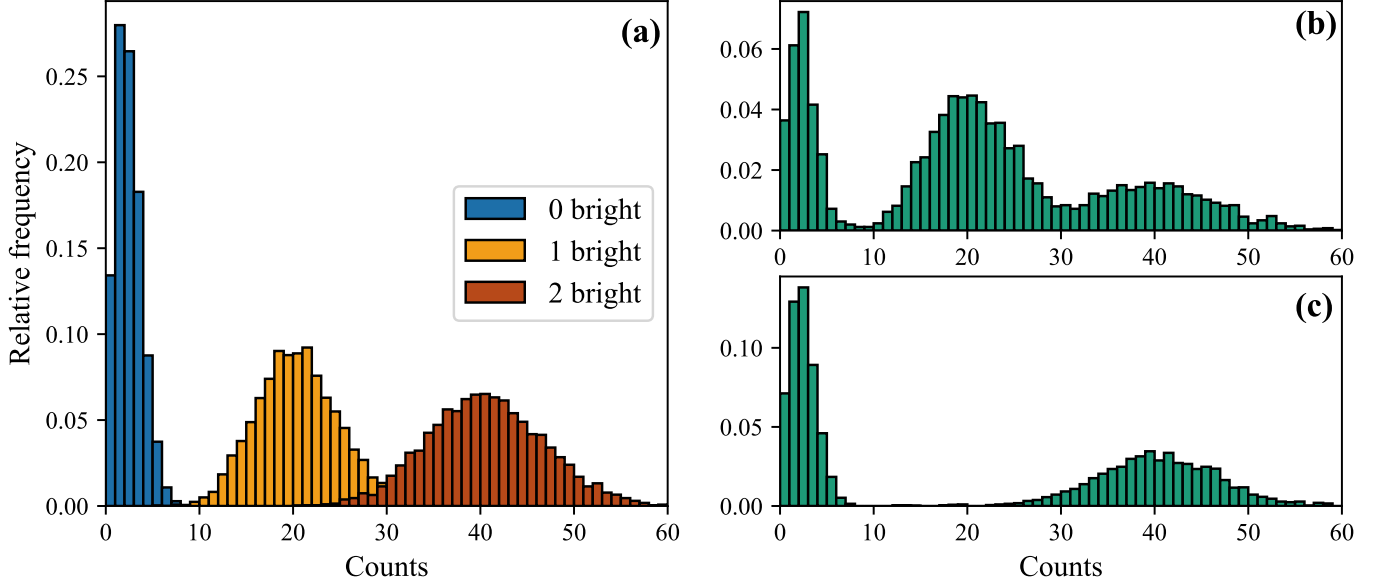 (a)
Relative frequency
0.25
0.20
0.15
0.10
0.05
0.00
0 bright
1 bright
2 bright
0 10 20 30 40 50 60
Counts
(b)
0.06
0.04
0.02
0.00
0 10 20 30 40 50 60
(c)
0.10
0.05
0.00
0 10 20 30 40 50 60
Counts